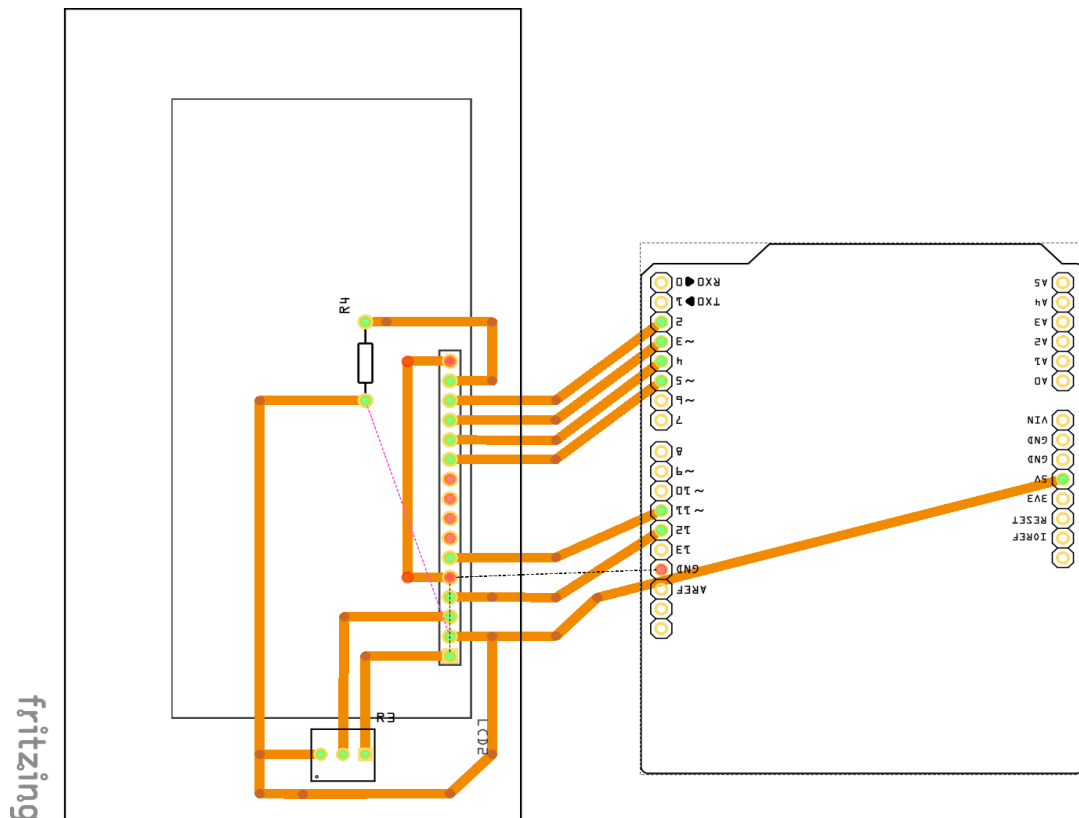 R4
R3
LCD2
fritzing
0 RX0
1 TX0
2
3~
4
5~
6~
7
8
9~
10~
11~
12
13
GND
AREF
A5
A4
A3
A2
A1
A0
VIN
GND
GND
5V
3V3
RESET
IOREF